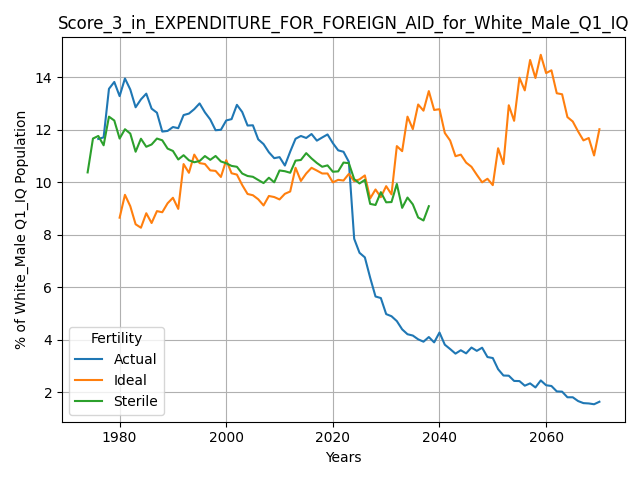 Score_3_in_EXPENDITURE_FOR_FOREIGN_AID_for_White_Male_Q1_IQ
% of White_Male Q1_IQ Population
14
12
10
8
6
4
2
Fertility
Actual
Ideal
Sterile
1980
2000
2020
2040
2060
Years